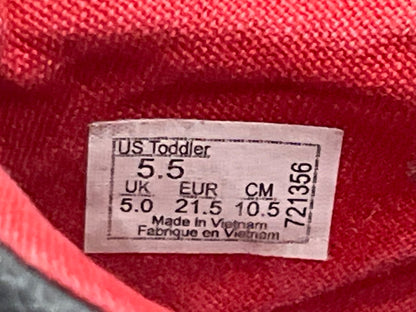 US Toddler
5.5
UK EUR CM
5.0 21.5 10.5
Made in Vietnam
Fabrique en Vietnam
721356